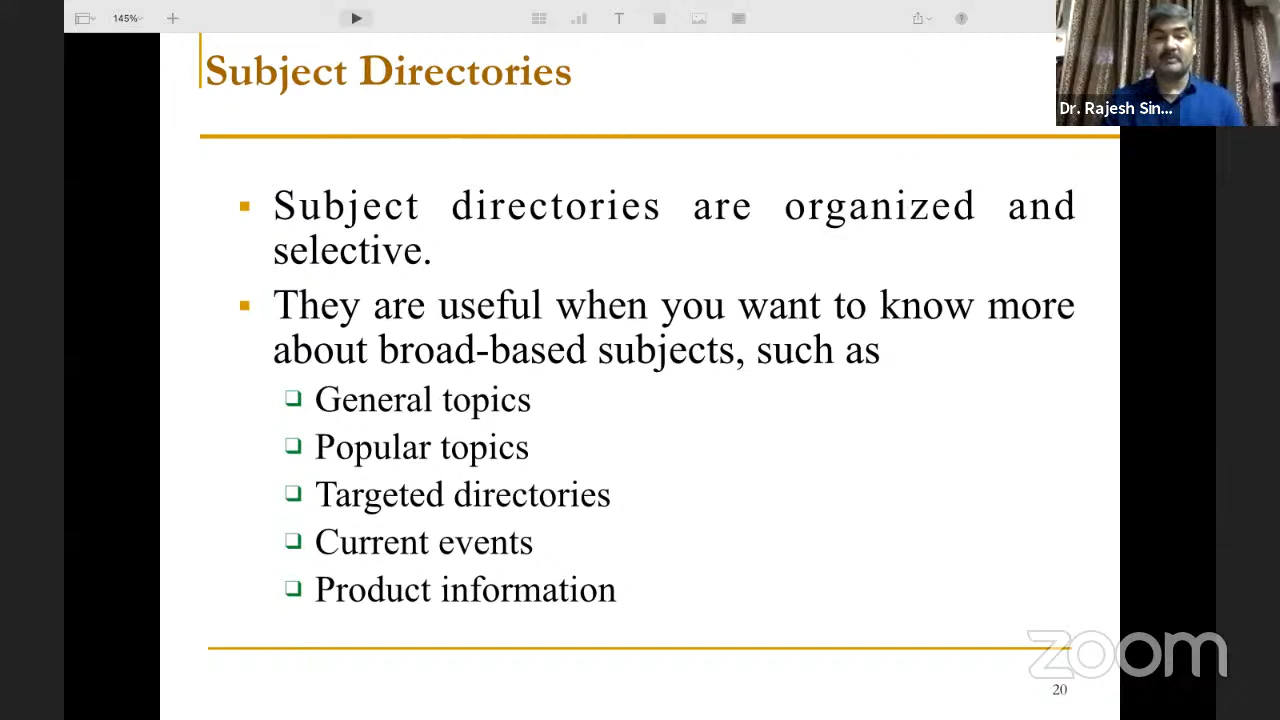 145%
Subject Directories
Dr. Rajesh Sin...
Subject directories are organized and
selective.
They are useful when you want to know more
about broad-based subjects, such as
General topics
Popular topics
Targeted directories
Current events
Product information
zoom
20